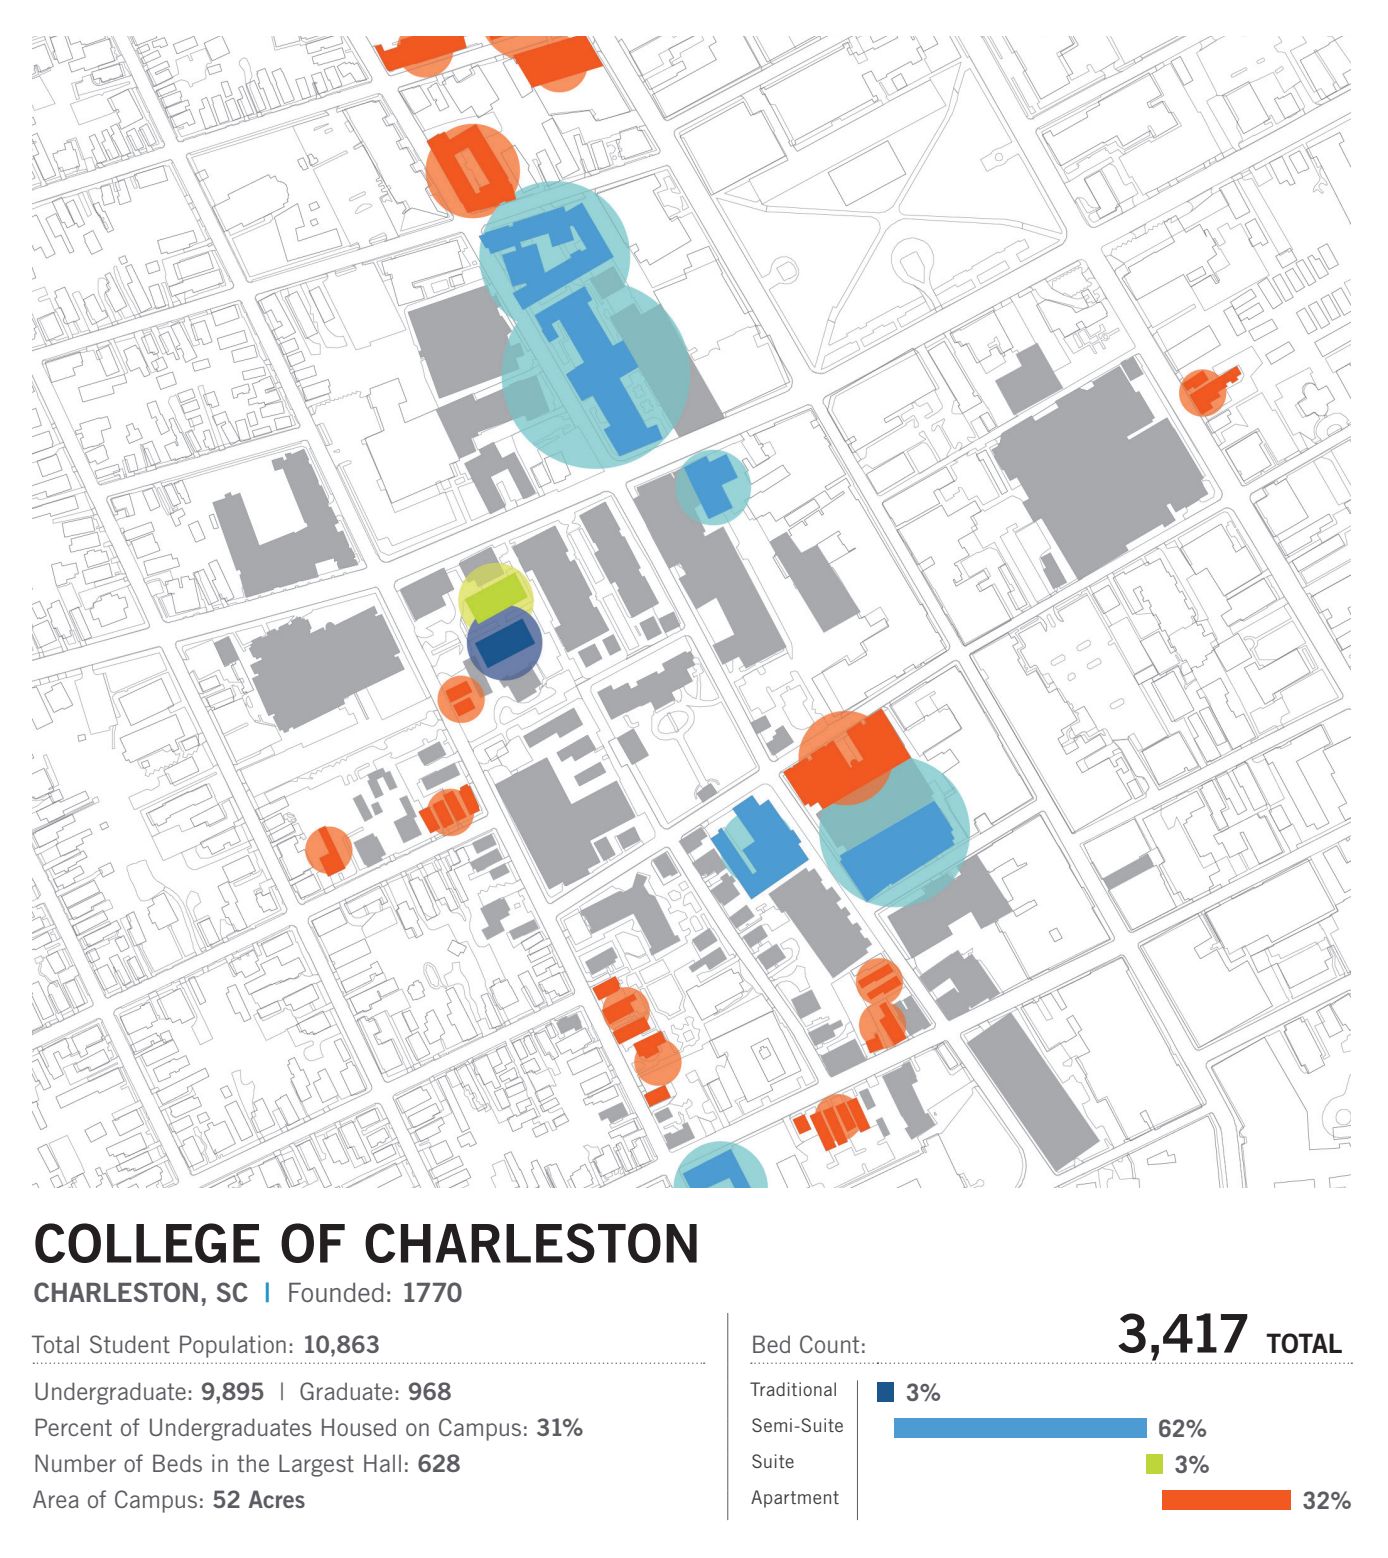 COLLEGE OF CHARLESTON
CHARLESTON, SC | Founded: 1770
Total Student Population: 10,863
Undergraduate: 9,895 | Graduate: 968
Percent of Undergraduates Housed on Campus: 31%
Number of Beds in the Largest Hall: 628
Area of Campus: 52 Acres
Bed Count: 3,417 TOTAL
Traditional 3%
Semi-Suite 62%
Suite 3%
Apartment 32%